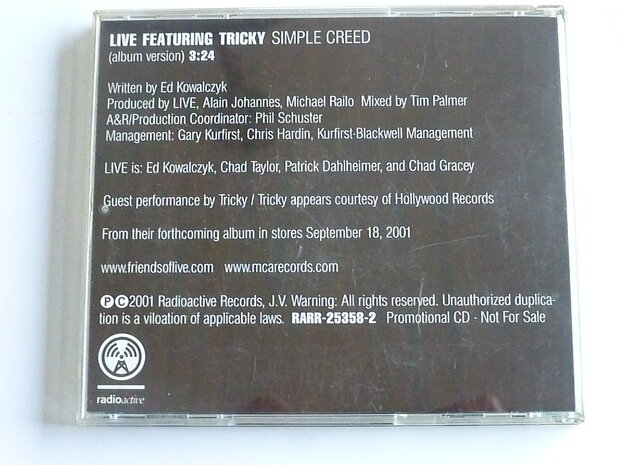 LIVE FEATURING TRICKY SIMPLE CREED
(album version) 3:24
Written by Ed Kowalczyk
Produced by LIVE, Alain Johannes, Michael Railo Mixed by Tim Palmer
A&R/Production Coordinator: Phil Schuster
Management: Gary Kurfirst, Chris Hardin, Kurfirst-Blackwell Management
LIVE is: Ed Kowalczyk, Chad Taylor, Patrick Dahlheimer, and Chad Gracey
Guest performance by Tricky / Tricky appears courtesy of Hollywood Records
From their forthcoming album in stores September 18, 2001
www.friendsoflive.com www.mcarecords.com
ⓅⒸ2001 Radioactive Records, J.V. Warning: All rights reserved. Unauthorized duplica-
tion is a viloation of applicable laws. RARR-25358-2 Promotional CD - Not For Sale
radioactive